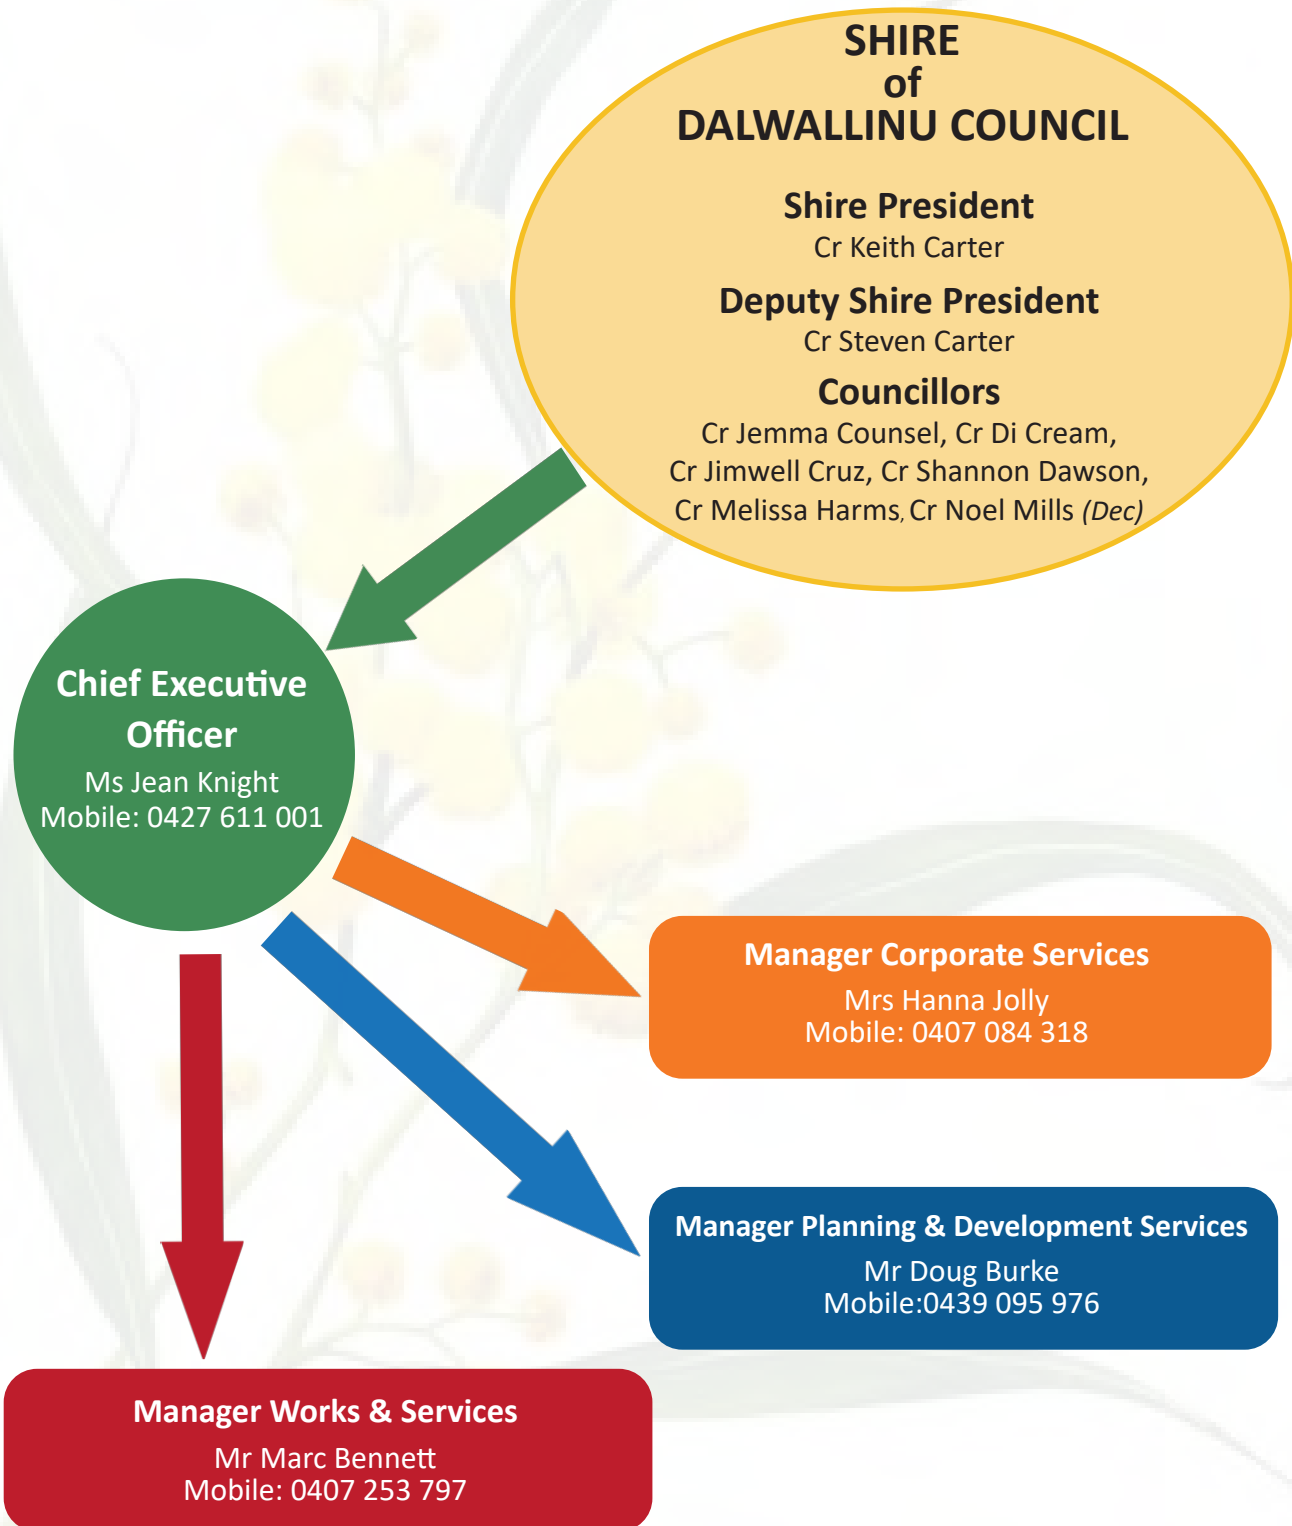 SHIRE
of
DALWALLINU COUNCIL
Shire President
Cr Keith Carter
Deputy Shire President
Cr Steven Carter
Councillors
Cr Jemma Counsel, Cr Di Cream,
Cr Jimwell Cruz, Cr Shannon Dawson,
Cr Melissa Harms, Cr Noel Mills (Dec)
Chief Executive
Officer
Ms Jean Knight
Mobile: 0427 611 001
Manager Corporate Services
Mrs Hanna Jolly
Mobile: 0407 084 318
Manager Planning & Development Services
Mr Doug Burke
Mobile:0439 095 976
Manager Works & Services
Mr Marc Bennett
Mobile: 0407 253 797